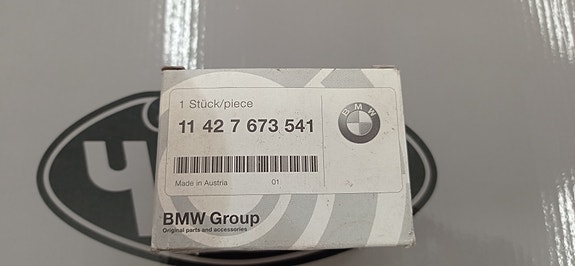 1 Stück/piece
11 42 7 673 541
BMW
Made in Austria 01
BMW Group
Original parts and accessories